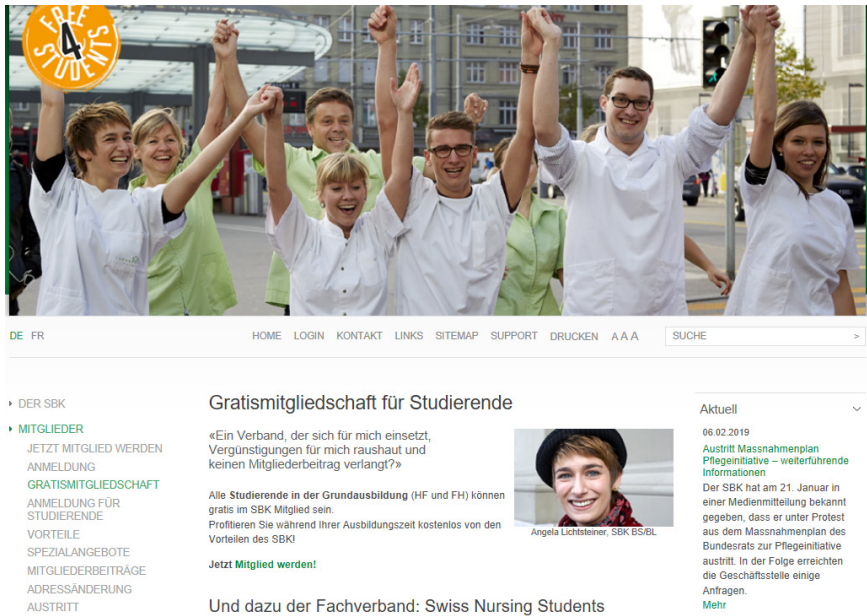 FREE
4
STUDENTS
DE FR
HOME LOGIN KONTAKT LINKS SITEMAP SUPPORT DRUCKEN A A A SUCHE >
DER SBK
MITGLIEDER
JETZT MITGLIED WERDEN
ANMELDUNG
GRATISMITGLIEDSCHAFT
ANMELDUNG FÜR
STUDIERENDE
VORTEILE
SPEZIALANGEBOTE
MITGLIEDERBEITRÄGE
ADRESSÄNDERUNG
AUSTRITT
Gratismitgliedschaft für Studierende
«Ein Verband, der sich für mich einsetzt,
Vergünstigungen für mich raushaut und
keinen Mitgliederbeitrag verlangt?»
Alle Studierende in der Grundausbildung (HF und FH) können
gratis im SBK Mitglied sein.
Profitieren Sie während Ihrer Ausbildungszeit kostenlos von den
Vorteilen des SBK!
Jetzt Mitglied werden!
Angela Lichtsteiner, SBK BS/BL
Und dazu der Fachverband: Swiss Nursing Students
Aktuell
06.02.2019
Austritt Massnahmenplan
Pflegeinitiative – weiterführende
Informationen
Der SBK hat am 21. Januar in
einer Medienmitteilung bekannt
gegeben, dass er unter Protest
aus dem Massnahmenplan des
Bundesrats zur Pflegeinitiative
austritt. In der Folge erreichten
die Geschäftsstelle einige
Anfragen.
Mehr